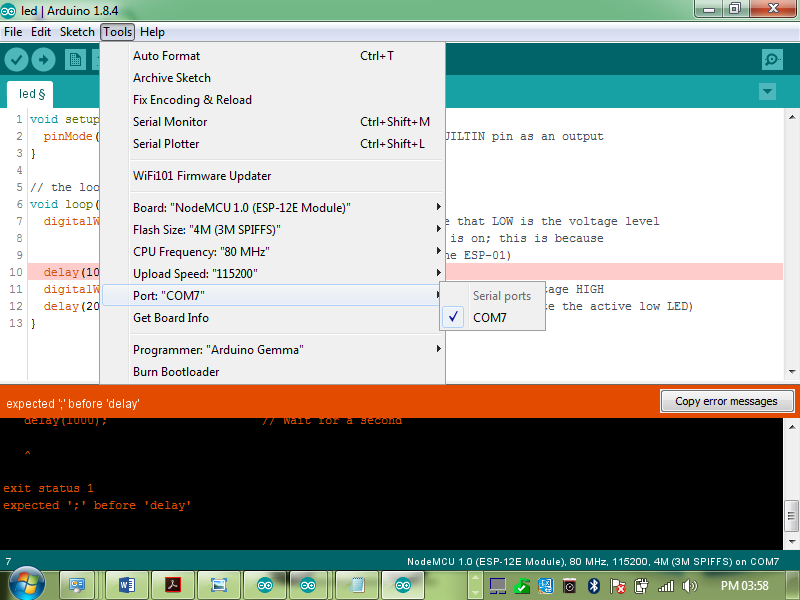 led | Arduino 1.8.4
File Edit Sketch Tools Help
led §
Auto Format Ctrl+T
Archive Sketch
Fix Encoding & Reload
Serial Monitor Ctrl+Shift+M
Serial Plotter Ctrl+Shift+L
WiFi101 Firmware Updater
Board: "NodeMCU 1.0 (ESP-12E Module)"
Flash Size: "4M (3M SPIFFS)"
CPU Frequency: "80 MHz"
Upload Speed: "115200"
Port: "COM7"
Get Board Info
Programmer: "Arduino Gemma"
Burn Bootloader
Serial ports
✓ COM7
1 void setup
2 pinMode( UILTIN pin as an output
3 }
4
5 // the loo
6 void loop(
7 digitalW e that LOW is the voltage level
8 is on; this is because
9 he ESP-01)
10 delay(10
11 digitalW tage HIGH
12 delay(20 te the active low LED)
13 }
expected ';' before 'delay'
Copy error messages
delay(1000); // Wait for a second
^
exit status 1
expected ';' before 'delay'
7 NodeMCU 1.0 (ESP-12E Module), 80 MHz, 115200, 4M (3M SPIFFS) on COM7
PM 03:58